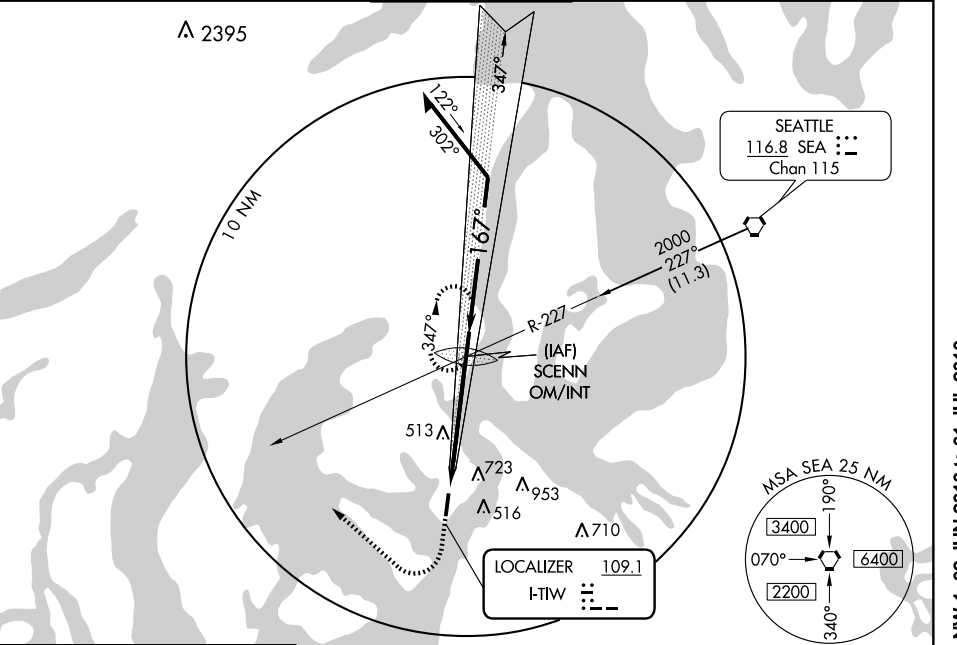 2395
347°
122°
302°
SEATTLE
116.8 SEA
Chan 115
10 NM
167°
2000
227°
(11.3)
R-227
347°
(IAF)
SCENN
OM/INT
513
723
953
516
710
MSA SEA 25 NM
190°
3400
070°
6400
2200
340°
LOCALIZER 109.1
I-TIW